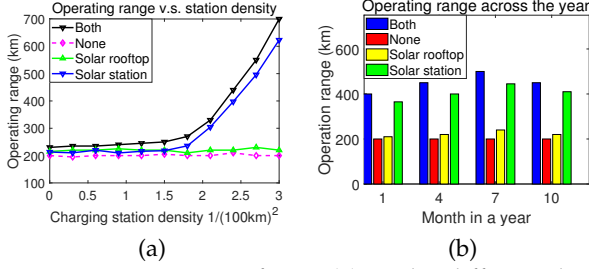 Operating range v.s. station density
Operating range (km)
700
600
500
400
300
200
100
Both
None
Solar rooftop
Solar station
0
0.5
1
1.5
2
2.5
3
Charging station density 1/(100km)2
(a)
Operating range across the year
Operation range (km)
600
400
200
0
Both
None
Solar rooftop
Solar station
1
4
7
10
Month in a year
(b)